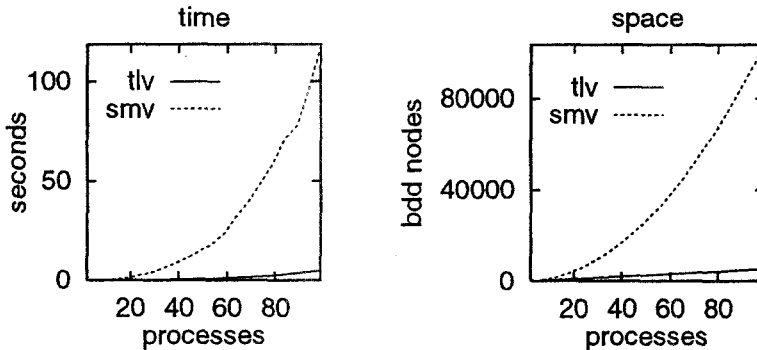 time
100
50
0
seconds
tlv
smv
20 40 60 80
processes
space
80000
40000
0
bdd nodes
tlv
smv
20 40 60 80
processes